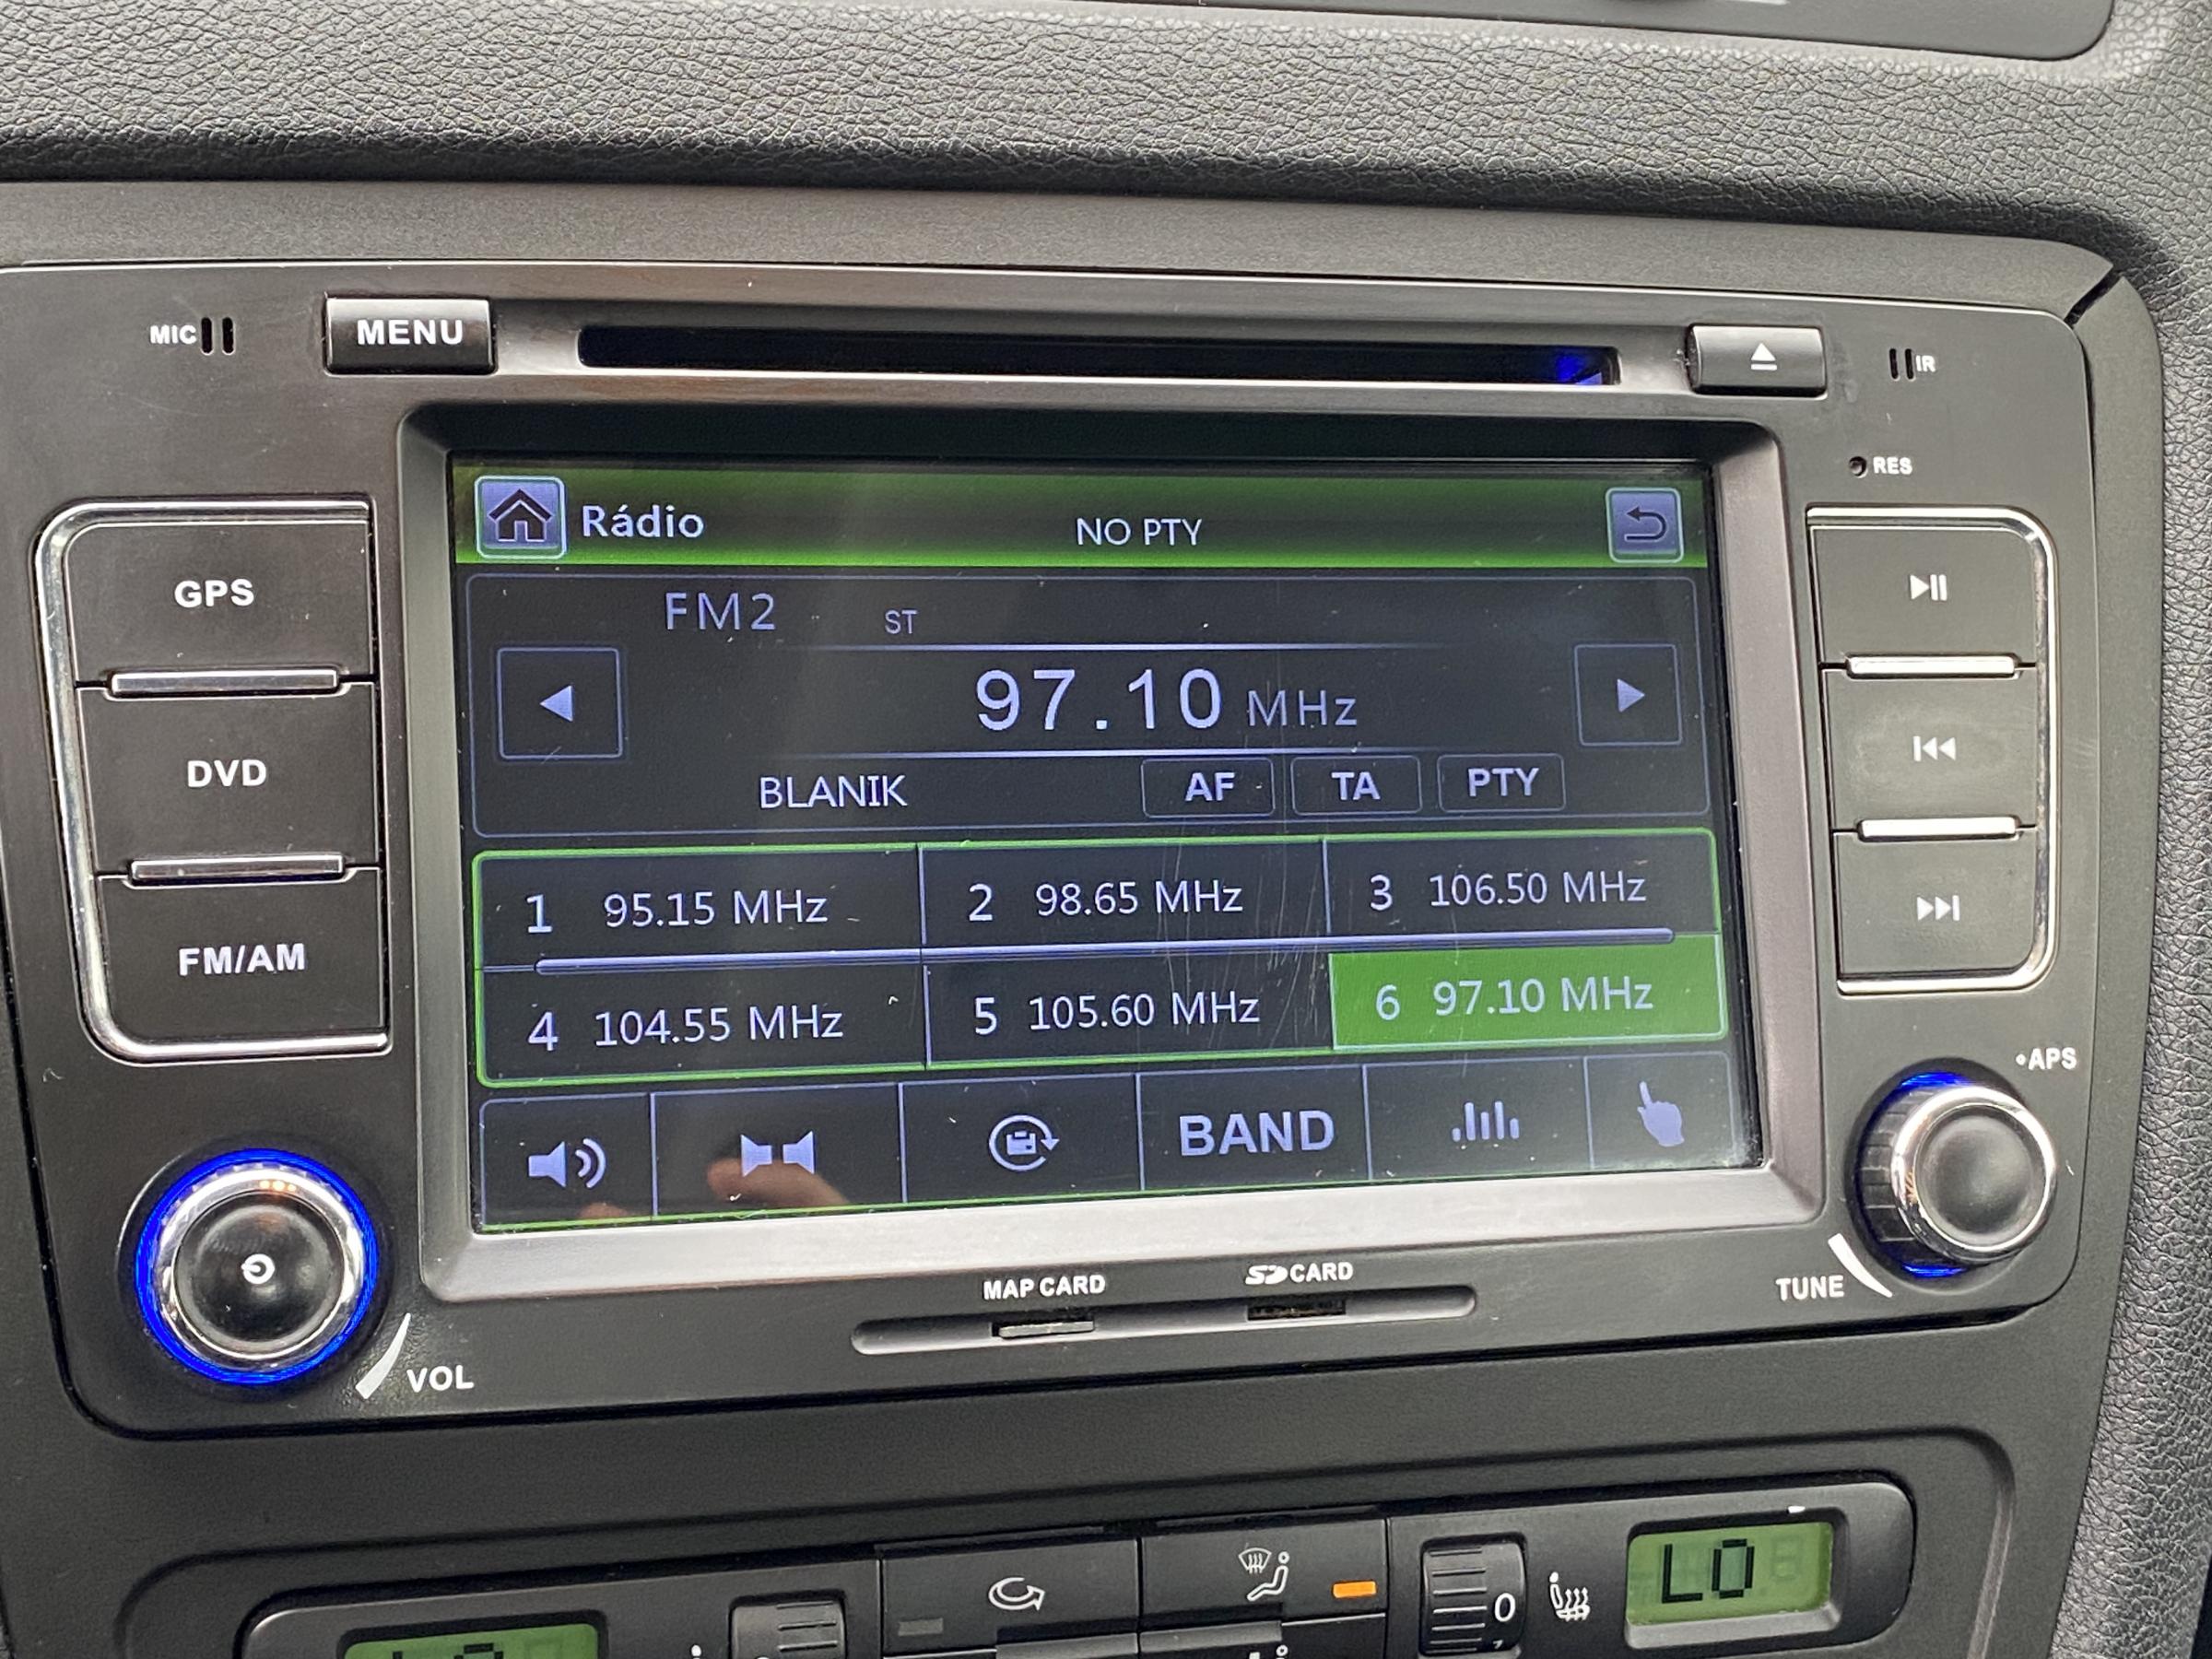 MIC
MENU
IR
RES
GPS
DVD
FM/AM
Rádio
NO PTY
FM2
ST
97.10 MHz
BLANIK
AF
TA
PTY
1 95.15 MHz
2 98.65 MHz
3 106.50 MHz
4 104.55 MHz
5 105.60 MHz
6 97.10 MHz
BAND
APS
TUNE
VOL
MAP CARD
SD CARD
0
LO